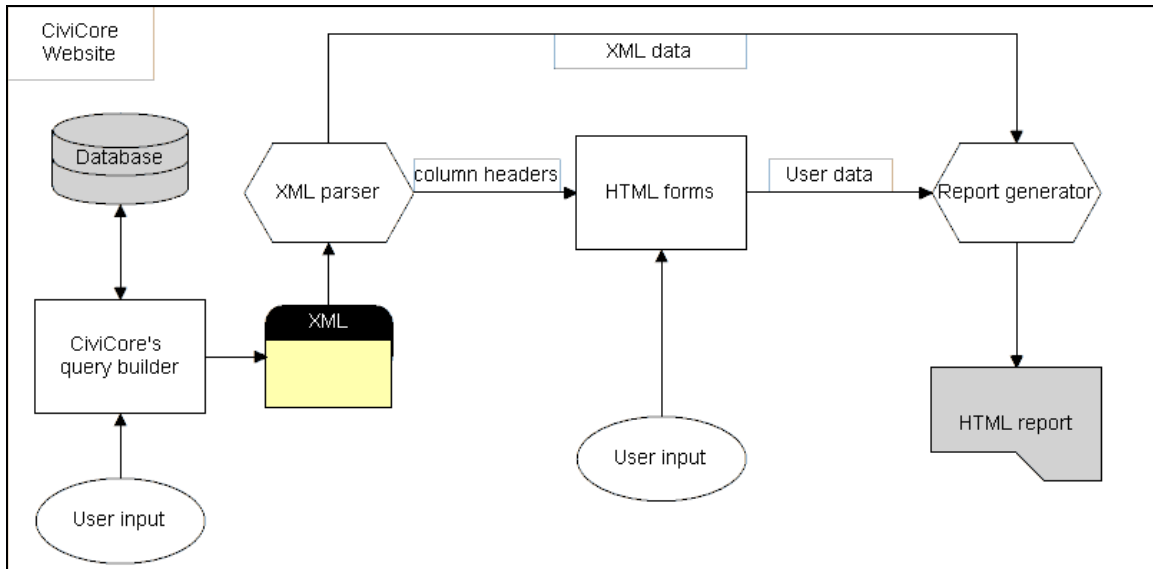 CiviCore
Website
XML data
Database
XML parser
column headers
HTML forms
User data
Report generator
XML
CiviCore's
query builder
HTML report
User input
User input